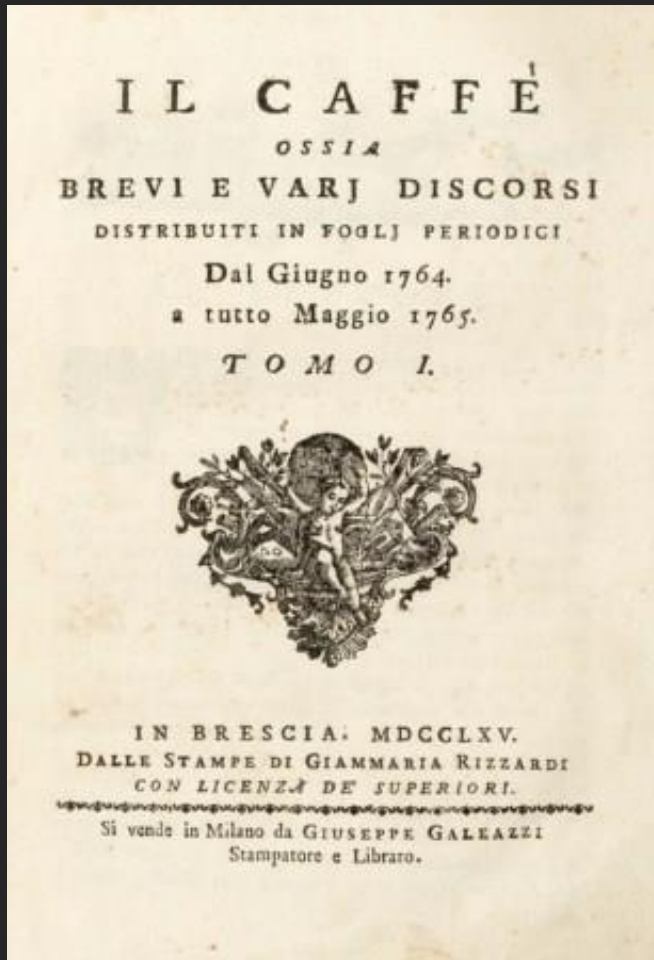 IL CAFFÈ
OSSIA
BREVI E VARJ DISCORSI
DISTRIBUITI IN FOGLJ PERIODICI
Dal Giugno 1764.
a tutto Maggio 1765.
TOMO I.
IN BRESCIA. MDCCLXV.
DALLE STAMPE DI GIAMMARIA RIZZARDI
CON LICENZA DE' SUPERIORI.
Si vende in Milano da GIUSEPPE GALEAZZI
Stampatore e Libraro.